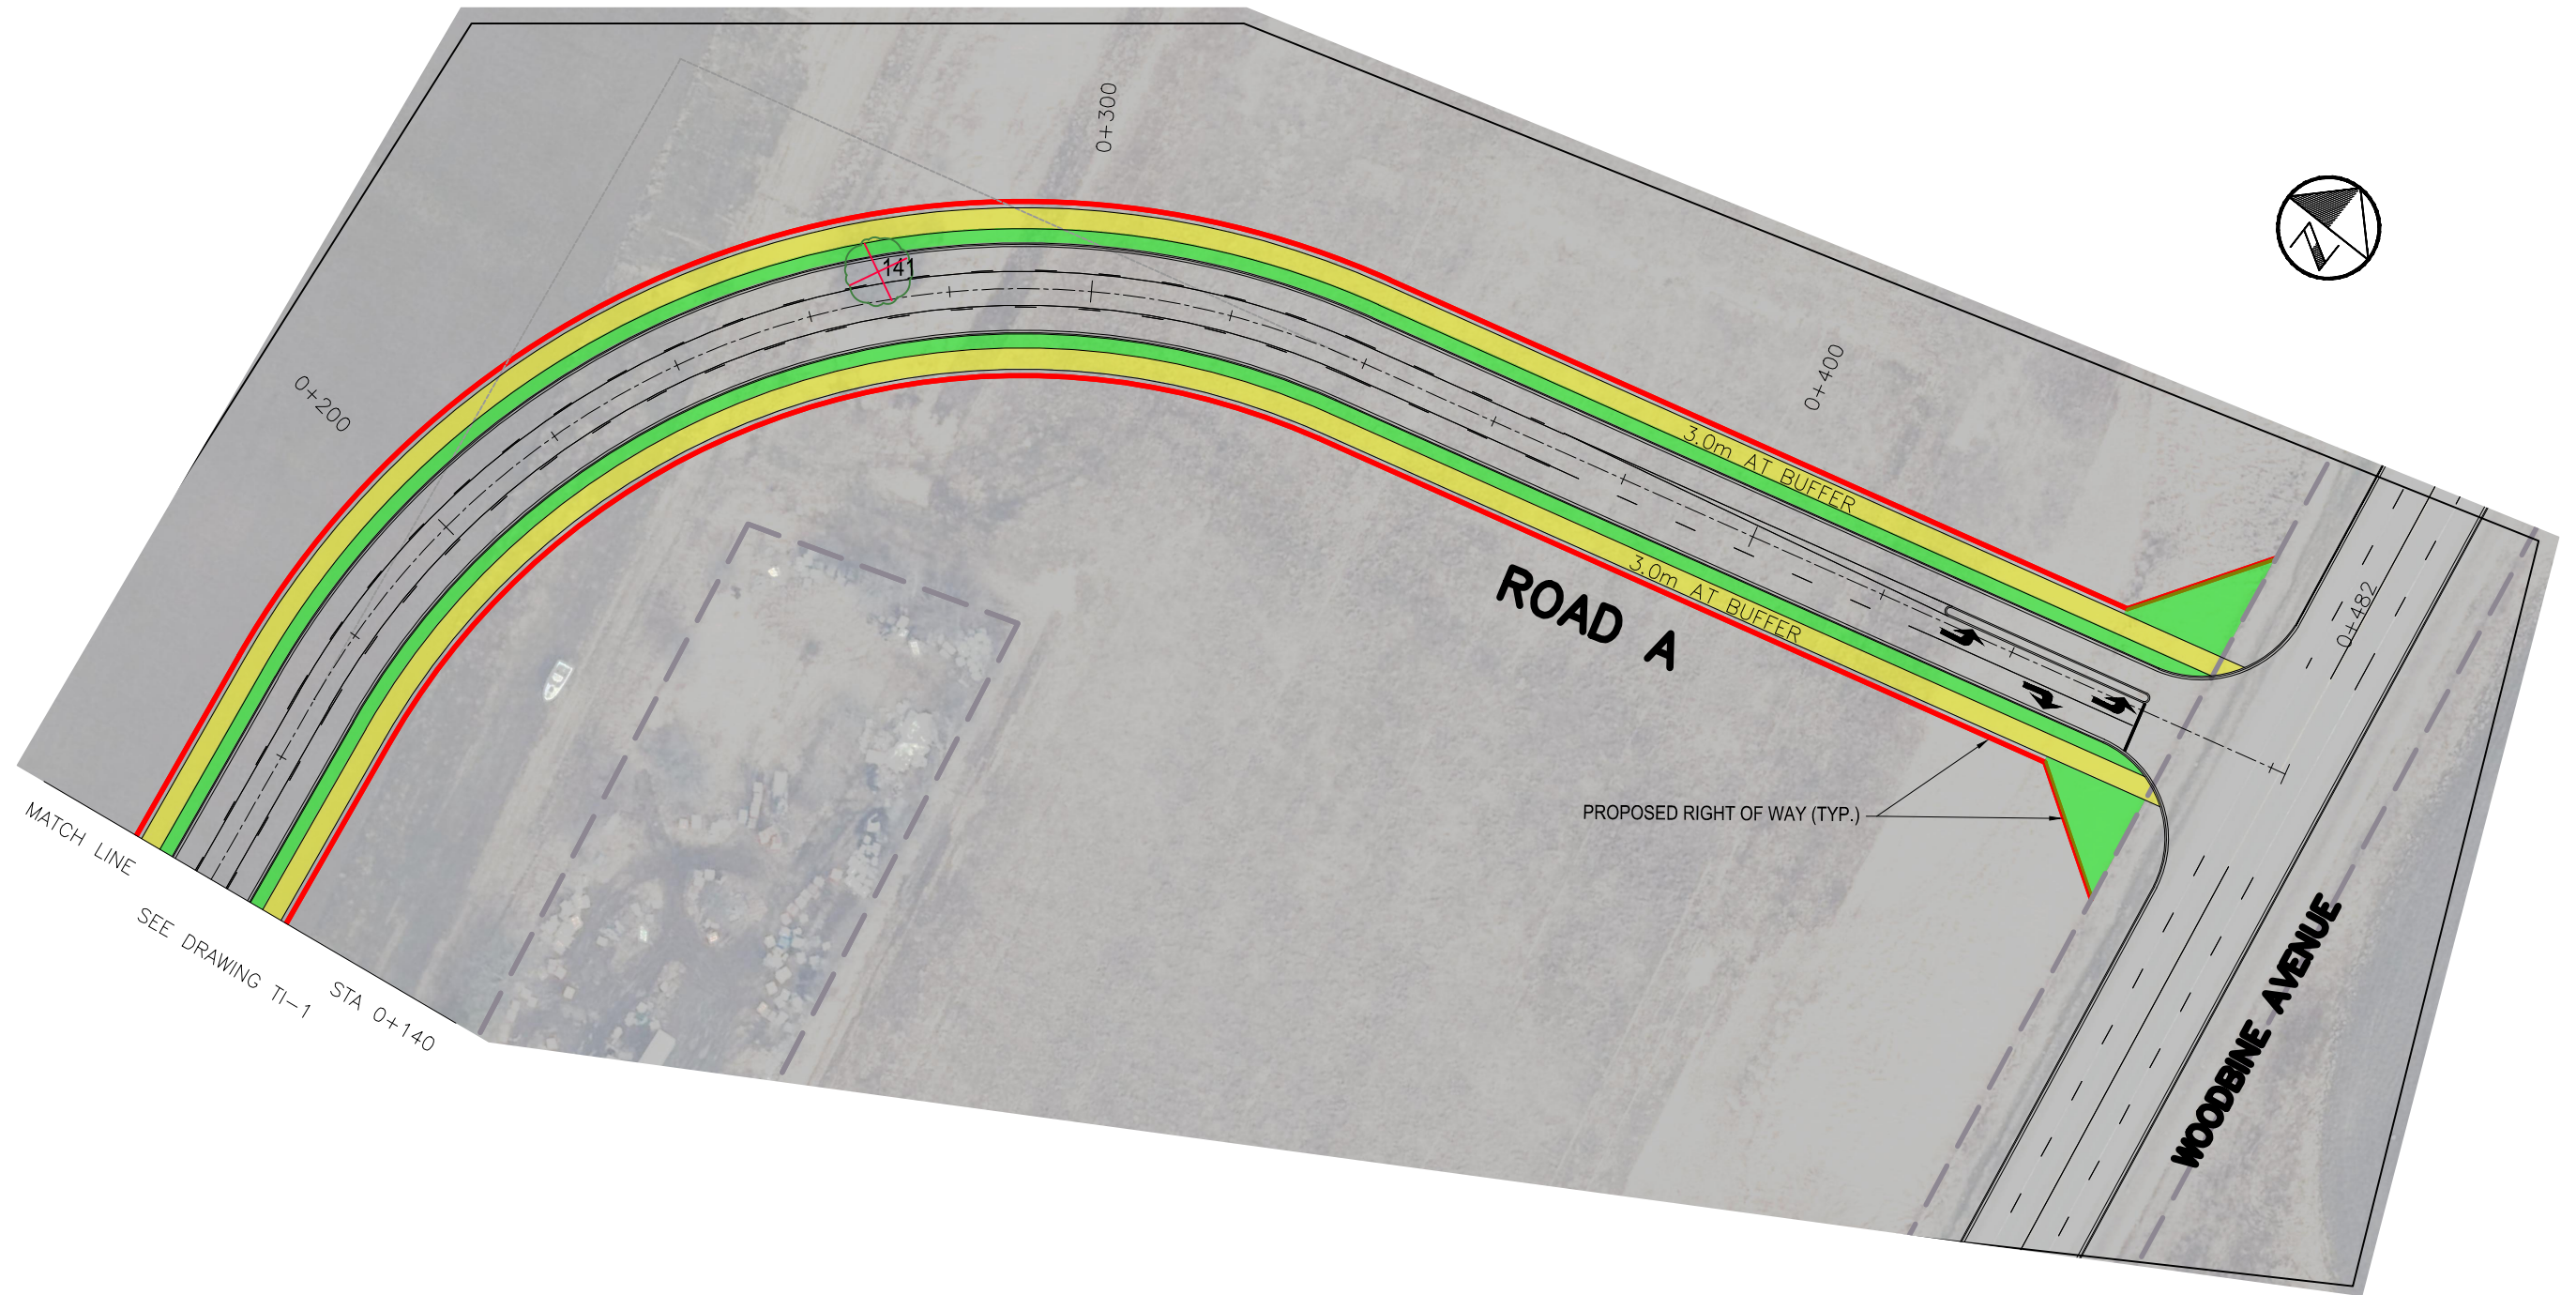 0+300
141
0+200
0+400
3.0m AT BUFFER
3.0m AT BUFFER
ROAD A
0+482
PROPOSED RIGHT OF WAY (TYP.)
MATCH LINE
SEE DRAWING TI-1
STA 0+140
WOODBINE AVENUE
N